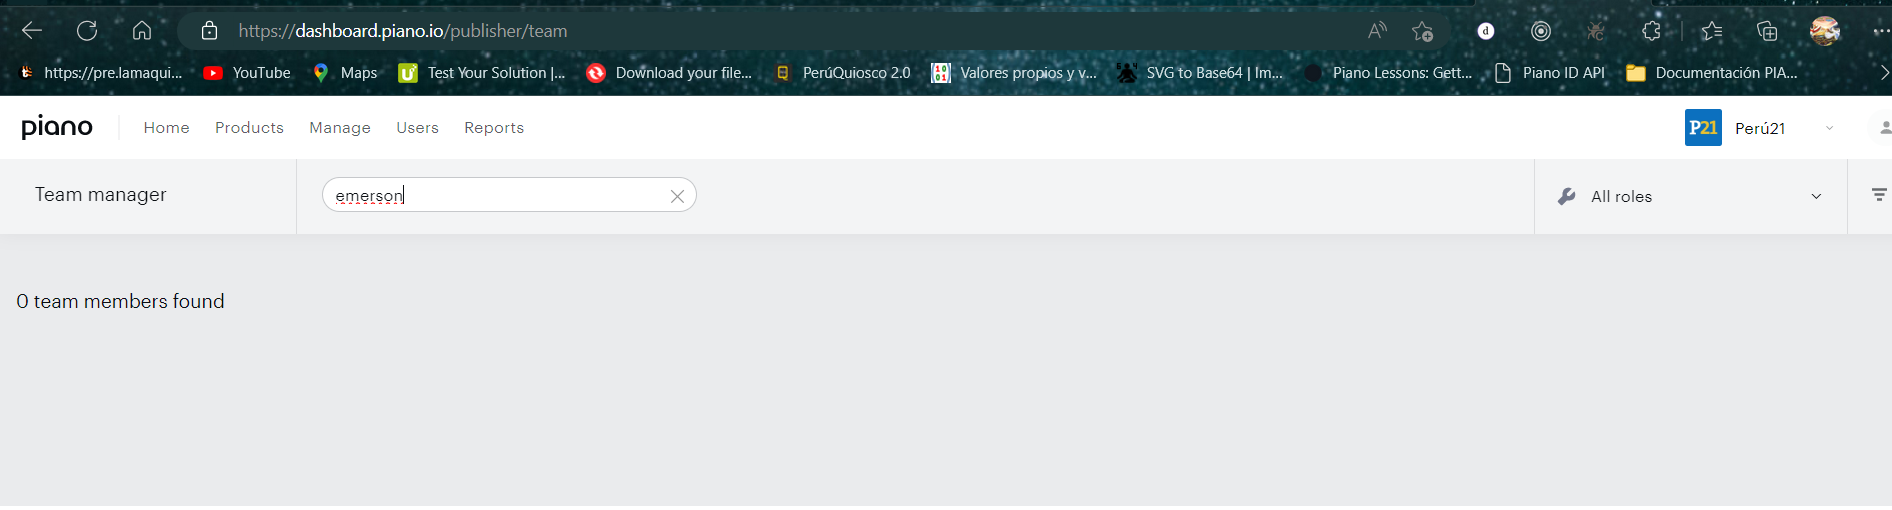 https://dashboard.piano.io/publisher/team
https://pre.lamaqui... YouTube Maps Test Your Solution |... Download your file... PerúQuiosco 2.0 Valores propios y v... SVG to Base64 | Im... Piano Lessons: Gett... Piano ID API Documentación PIA...
piano Home Products Manage Users Reports P21 Perú21
Team manager emerson All roles
0 team members found